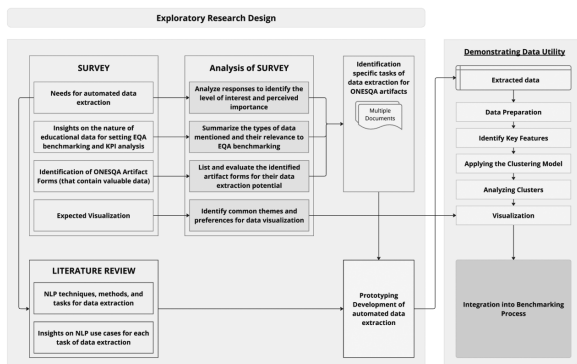 Exploratory Research Design
SURVEY
Needs for automated data
extraction
Insights on the nature of
educational data for setting EQA
benchmarking and KPI analysis
Identification of ONESQA Artifact
Forms (that contain valuable data)
Expected Visualization
Analysis of SURVEY
Analyze responses to identify the
level of interest and perceived
importance
Summarize the types of data
mentioned and their relevance to
EQA benchmarking
List and evaluate the identified
artifact forms for their data
extraction potential
Identify common themes and
preferences for data visualization
Identification
specific tasks of
data extraction for
ONESQA artifacts
Multiple
Documents
LITERATURE REVIEW
NLP techniques, methods, and
tasks for data extraction
Insights on NLP use cases for each
task of data extraction
Prototyping
Development of
automated data
extraction
Demonstrating Data Utility
Extracted data
Data Preparation
Identify Key Features
Applying the Clustering Model
Analyzing Clusters
Visualization
Integration into Benchmarking
Process